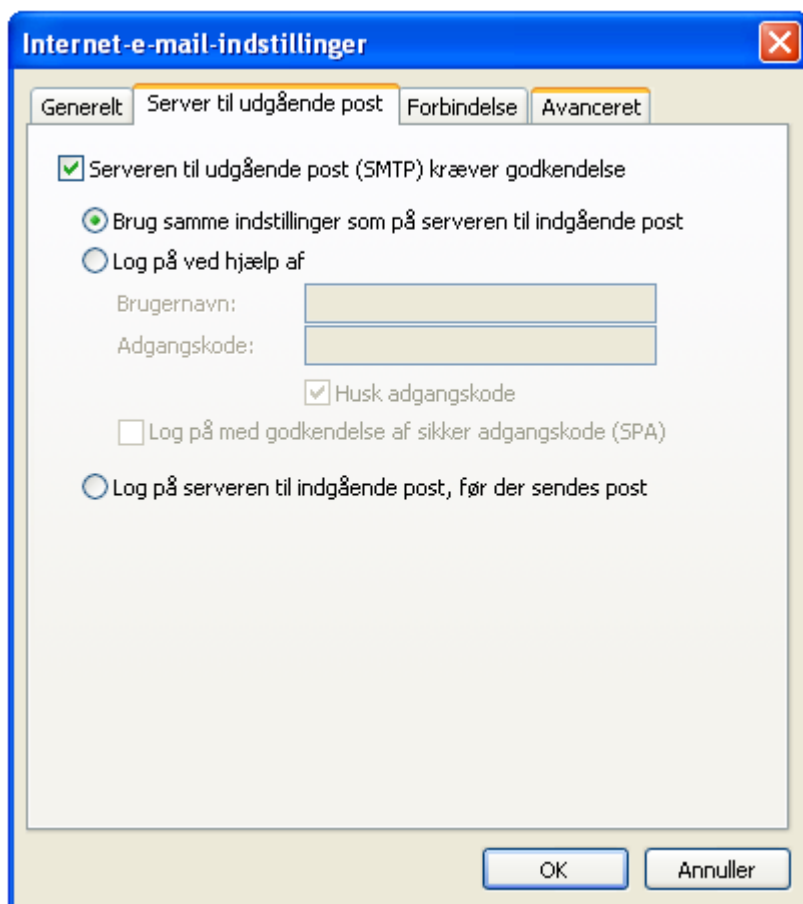 Internet-e-mail-indstillinger
Generelt Server til udgående post Forbindelse Avanceret
Serveren til udgående post (SMTP) kræver godkendelse
Brug samme indstillinger som på serveren til indgående post
Log på ved hjælp af
Brugernavn:
Adgangskode:
Husk adgangskode
Log på med godkendelse af sikker adgangskode (SPA)
Log på serveren til indgående post, før der sendes post
OK Annuller